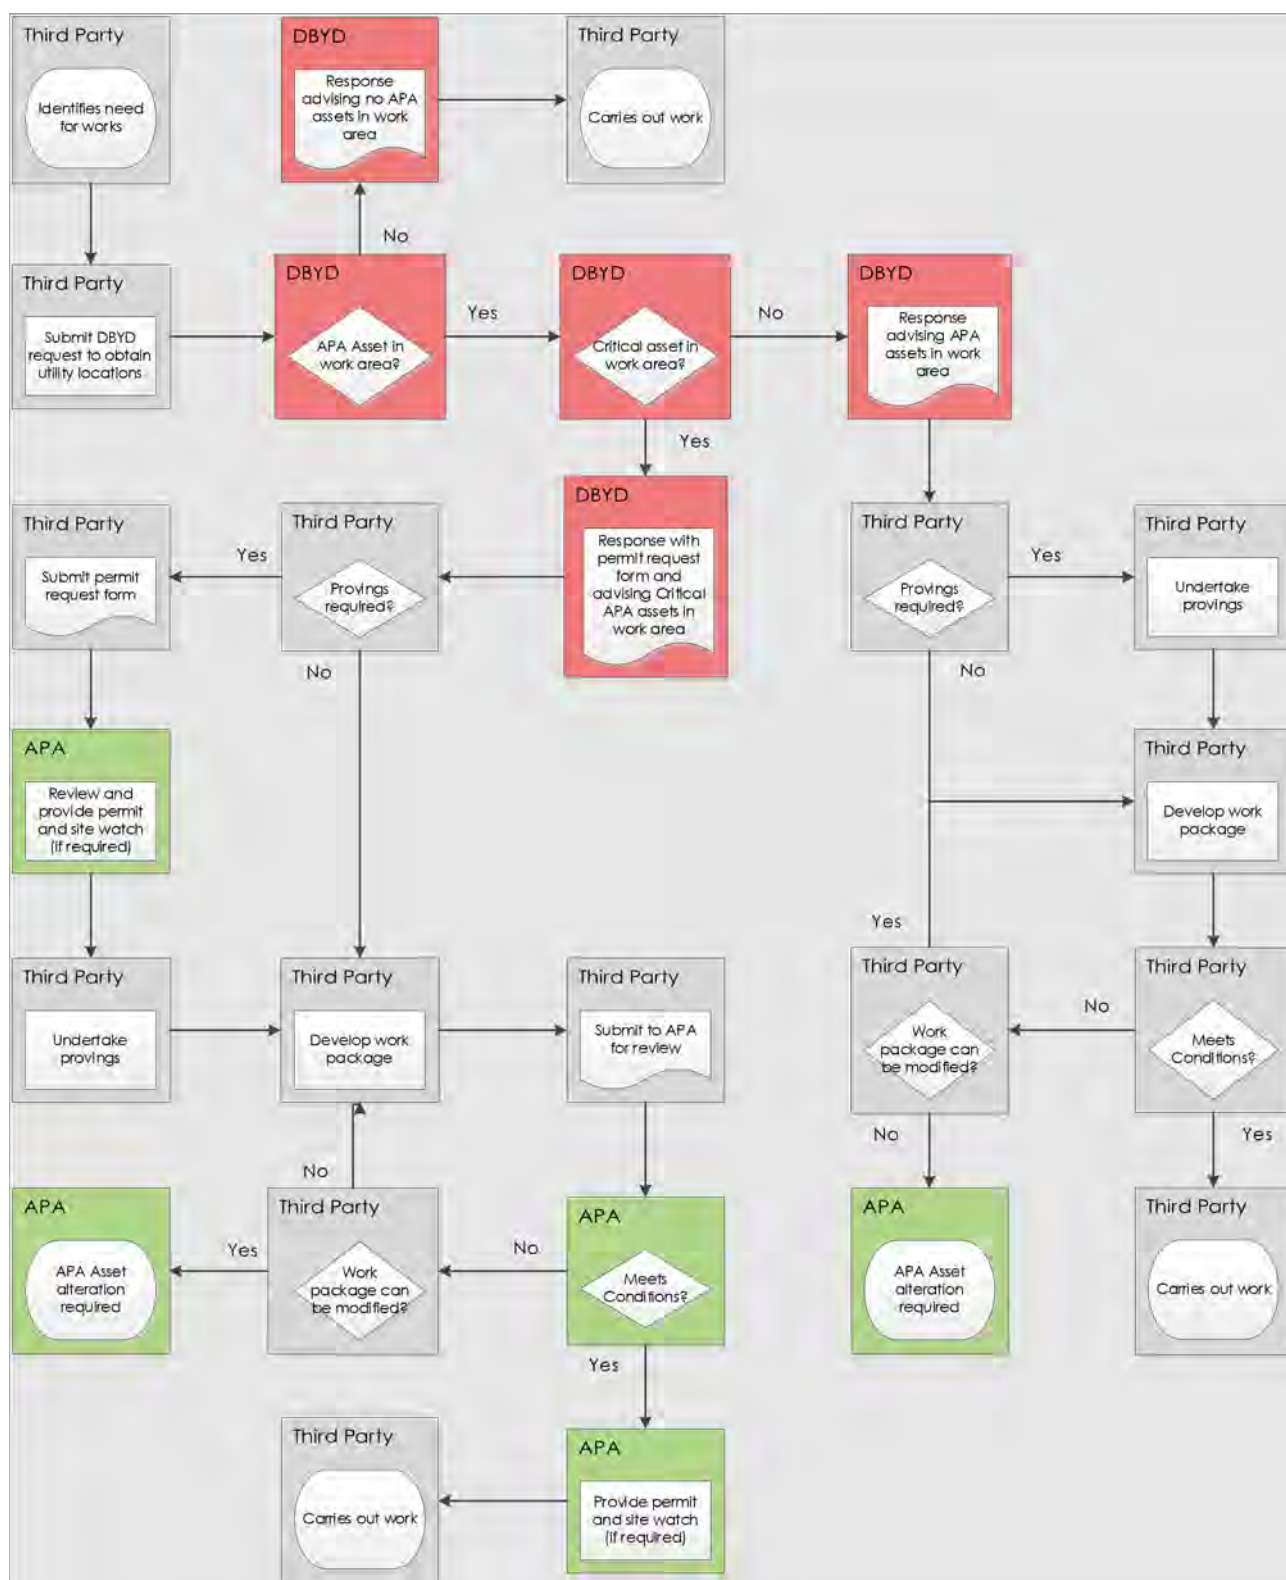 Third Party
Identifies need
for works
DBYD
Response
advising no APA
assets in work
area
Third Party
Carries out work
No
Third Party
Submit DBYD
request to obtain
utility locations
DBYD
APA Asset in
work area?
Yes
DBYD
Critical asset in
work area?
No
DBYD
Response
advising APA
assets in work
area
Yes
Third Party
Submit permit
request form
Yes
Third Party
Provings
required?
No
DBYD
Response with
permit request
form and
advising Critical
APA assets in
work area
Third Party
Provings
required?
Yes
No
Third Party
Undertake
provings
APA
Review and
provide permit
and site watch
(if required)
Third Party
Develop work
package
Yes
Third Party
Undertake
provings
Third Party
Develop work
package
Third Party
Submit to APA
for review
Third Party
Work
package can
be modified?
No
Third Party
Meets
Conditions?
No
No
Yes
APA
APA Asset
alteration
required
Yes
Third Party
Work
package can
be modified?
No
APA
Meets
Conditions?
Yes
APA
APA Asset
alteration
required
Third Party
Carries out work
Third Party
Carries out work
APA
Provide permit
and site watch
(if required)